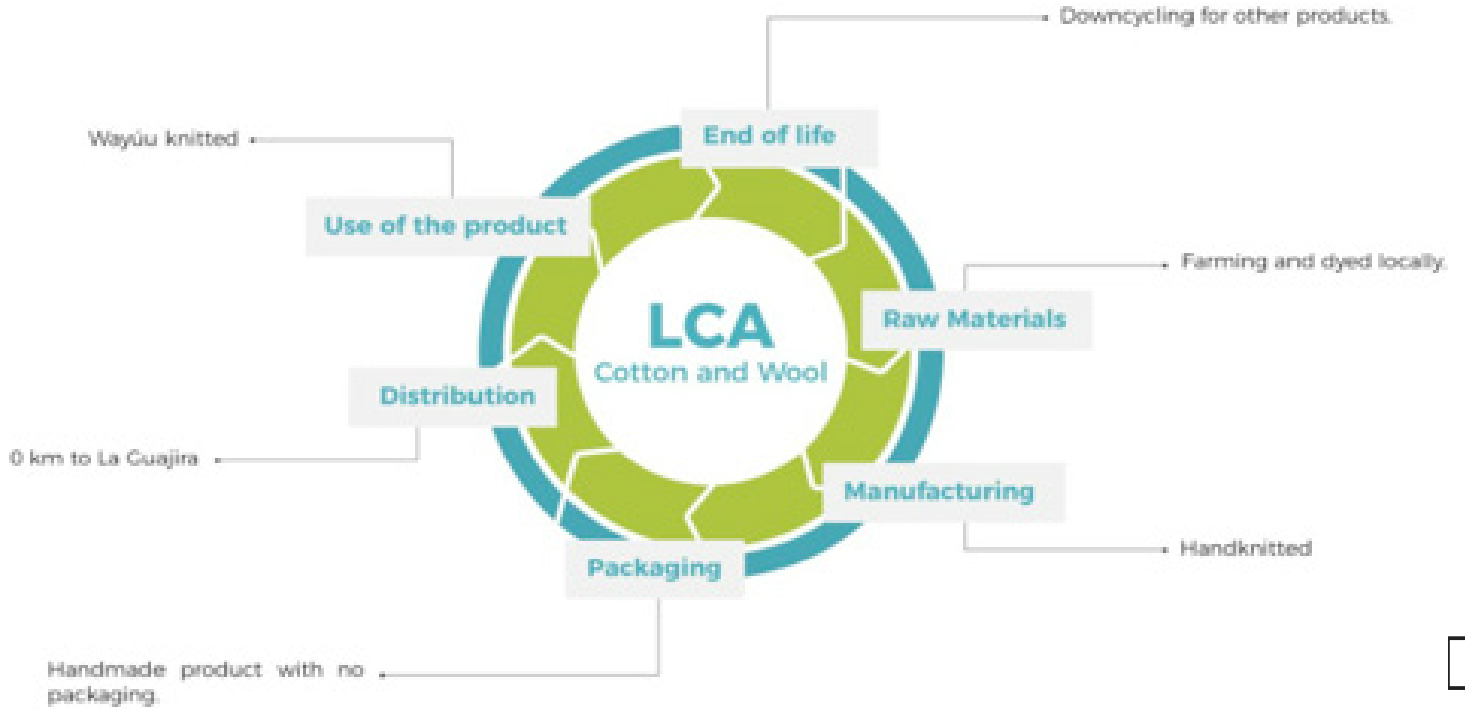 Downcycling for other products.
End of life
Wayúu knitted
Use of the product
Farming and dyed locally.
Raw Materials
LCA
Cotton and Wool
Distribution
0 km to La Guajira
Manufacturing
Handknitted
Packaging
Handmade product with no
packaging.